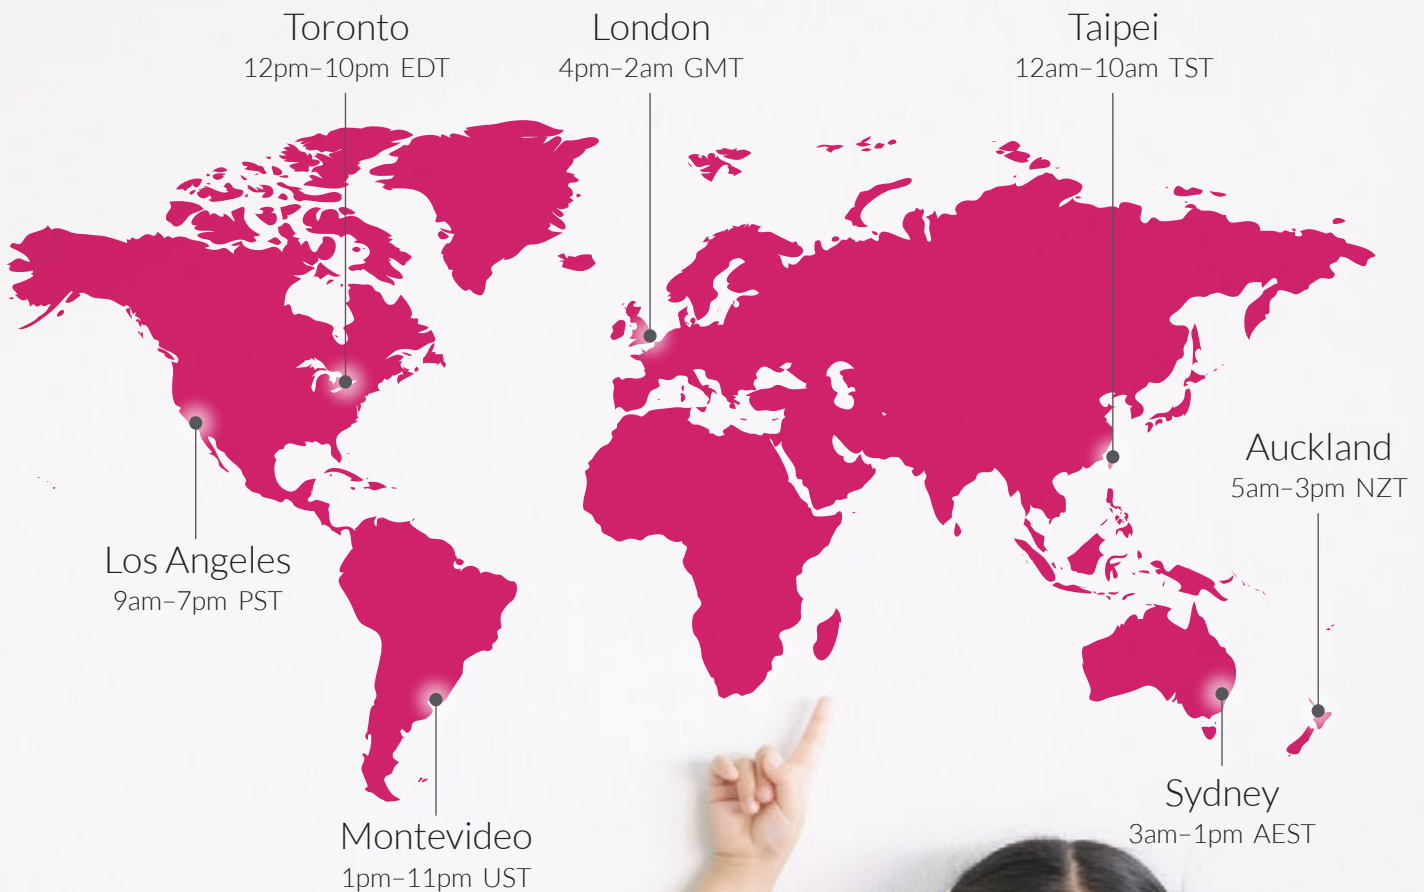 Toronto
12pm–10pm EDT
London
4pm–2am GMT
Taipei
12am–10am TST
Auckland
5am–3pm NZT
Los Angeles
9am–7pm PST
Sydney
3am–1pm AEST
Montevideo
1pm–11pm UST